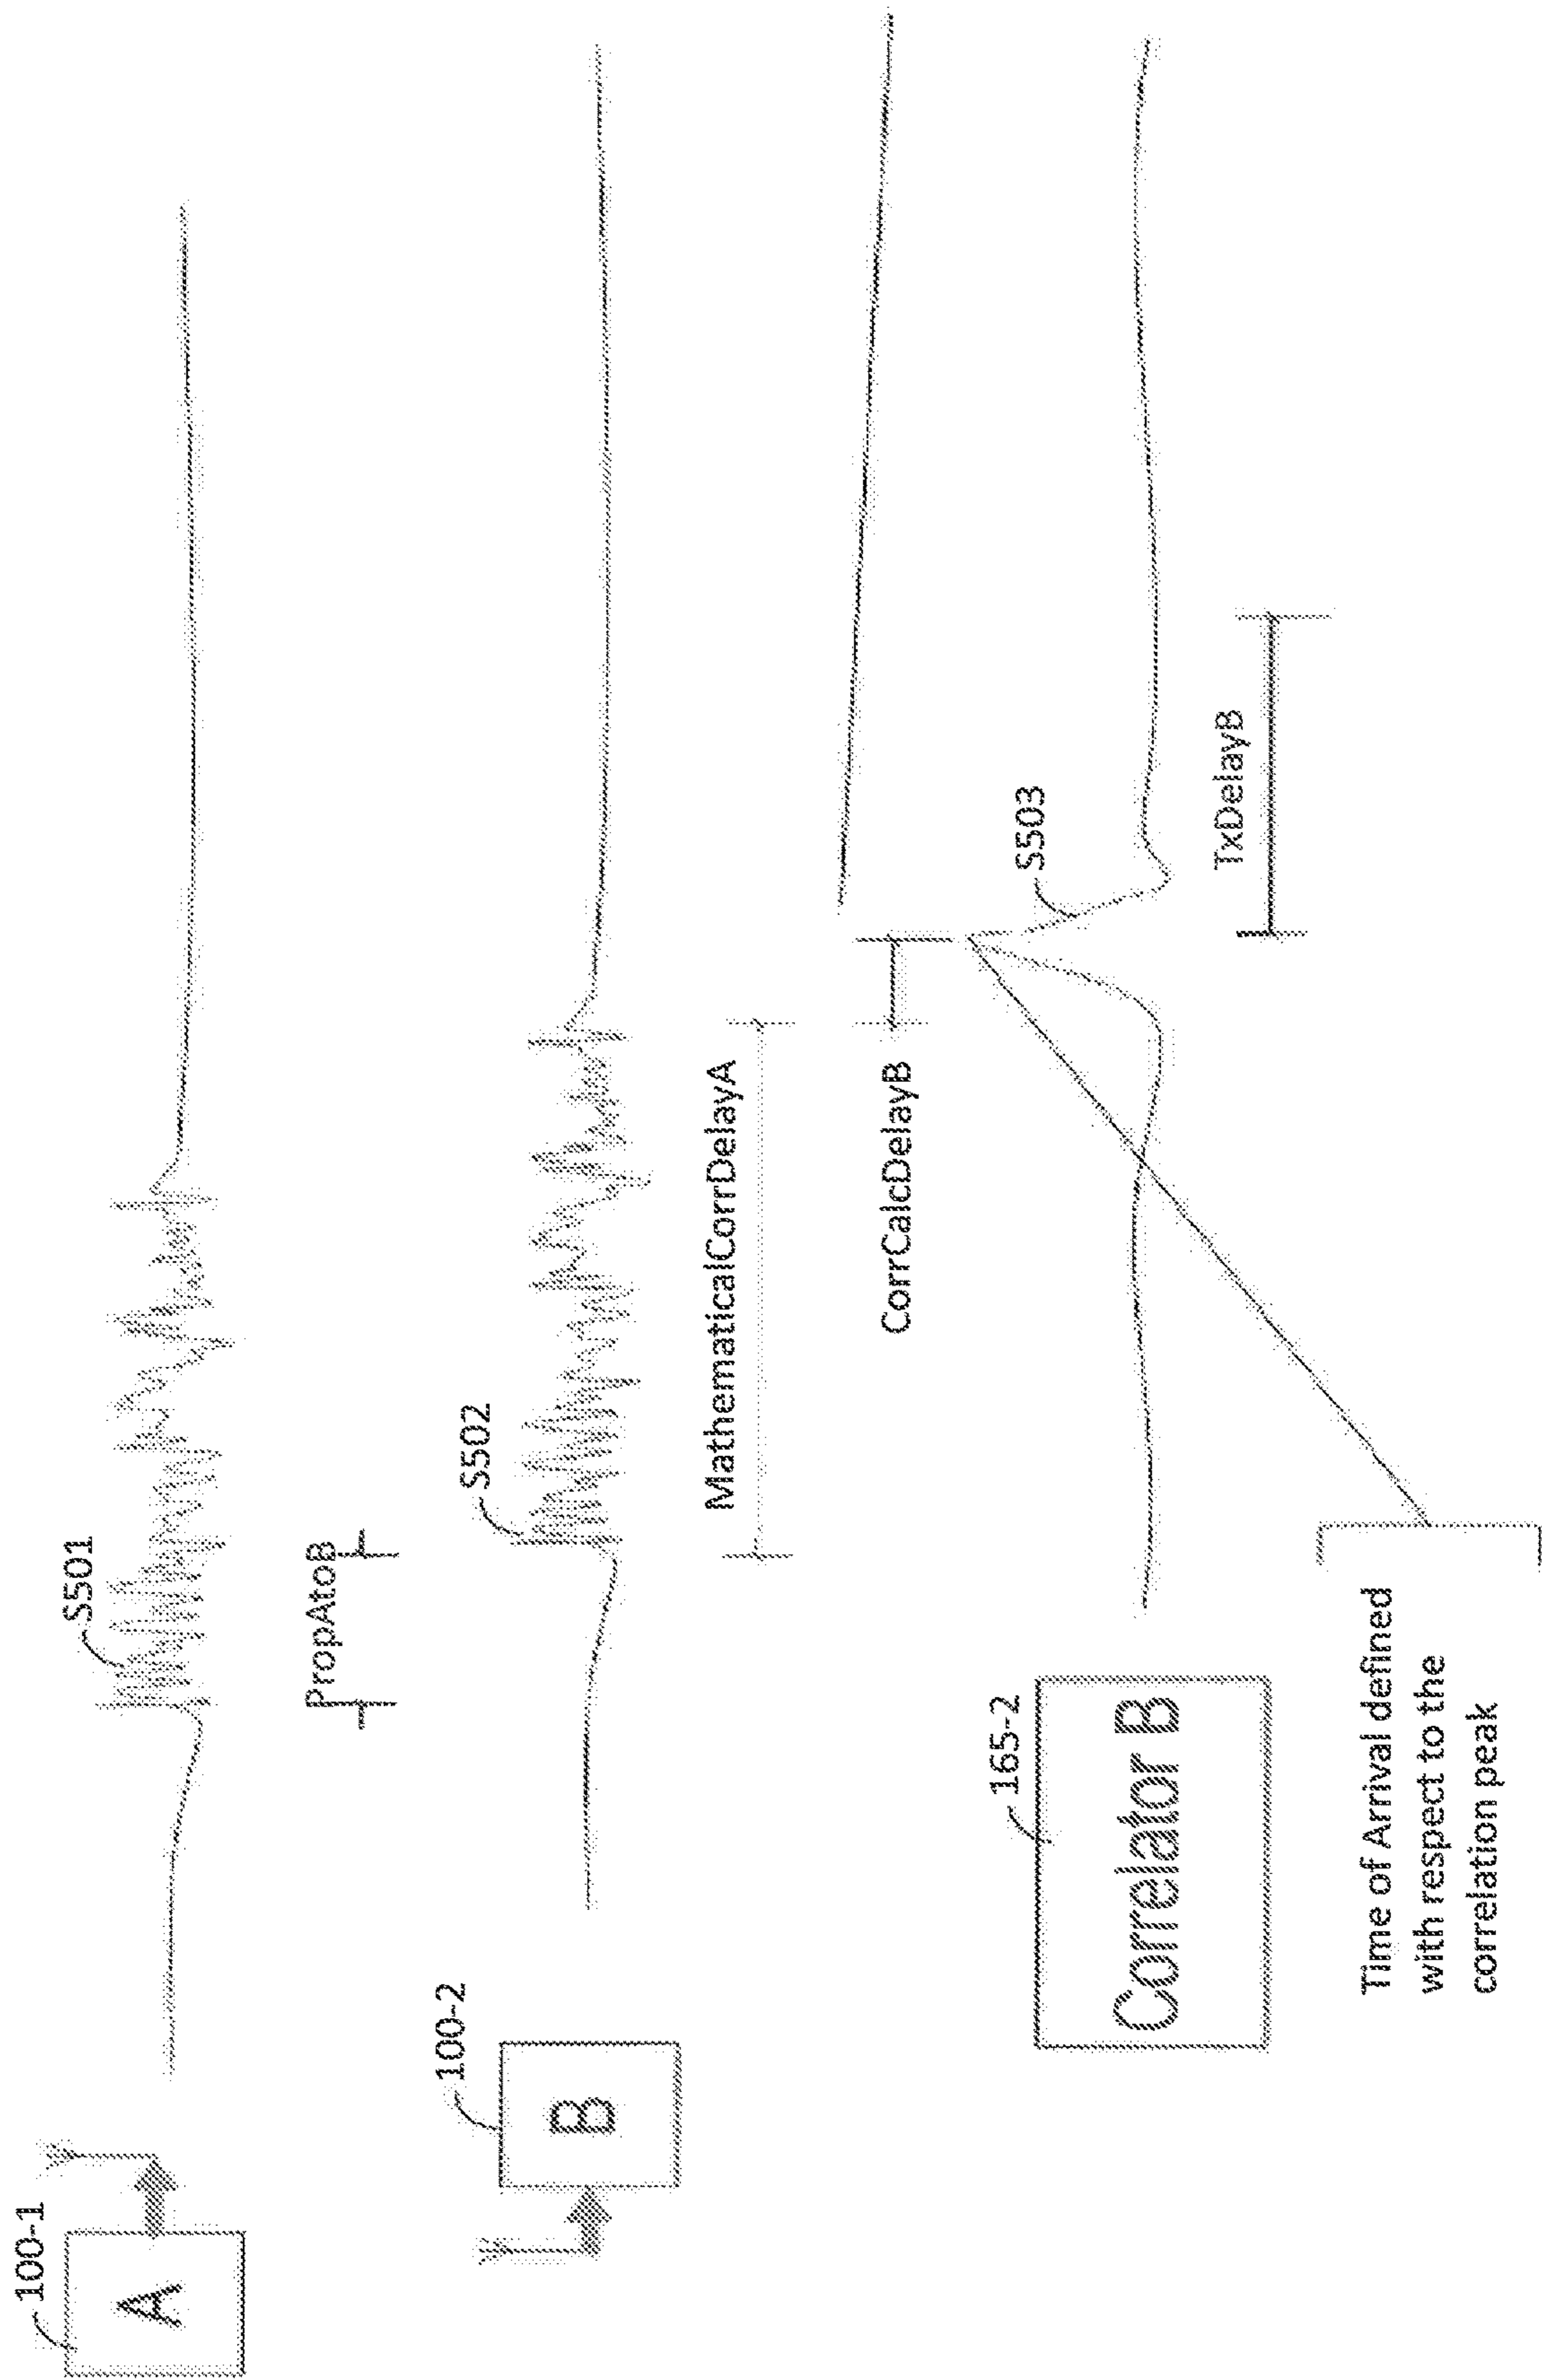 100-1
A
S501
PropAtoB
100-2
B
S502
MathematicalCorrDelayA
CorrCalcDelayB
165-2
Correlator B
S503
TxDelayB
Time of Arrival defined
with respect to the
correlation peak